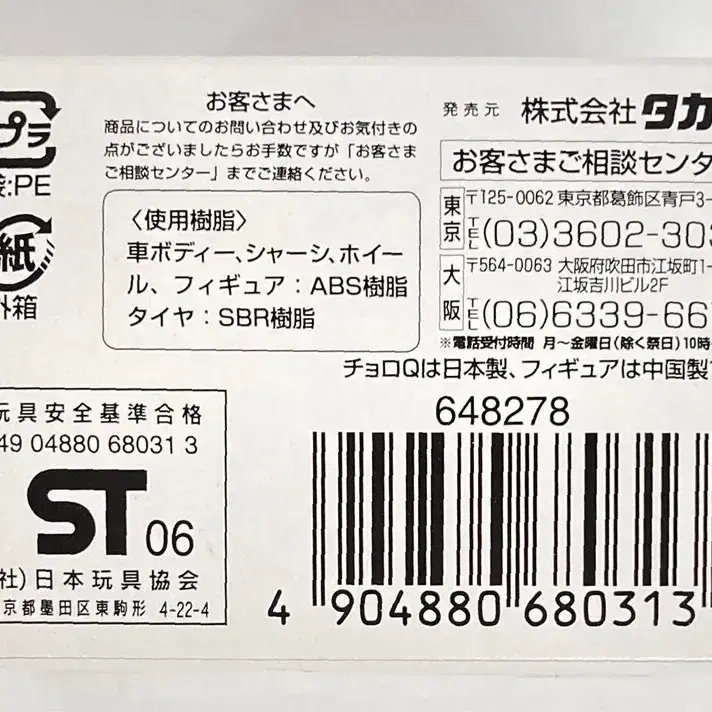 プラ
:PE
紙
外箱
お客さまへ
商品についてのお問い合わせ及びお気付きの
点がございましたらお手数ですが「お客さま
ご相談センター」までご連絡ください。
〈使用樹脂〉
車ボディー、シャーシ、ホイー
ル、フィギュア：ABS樹脂
タイヤ：SBR樹脂
発売元 株式会社 タカ
お客さまご相談センター
東京
〒125-0062 東京都葛飾区青戸3-
TEL(03)3602-303
大阪
〒564-0063 大阪府吹田市江坂町1-
江坂吉川ビル2F
TEL(06)6339-66
※電話受付時間 月〜金曜日(除く祭日)10時
チョロQは日本製、フィギュアは中国製
648278
4 904880 680313
玩具安全基準合格
49 04880 68031 3
ST 06
社)日本玩具協会
京都墨田区東駒形 4-22-4